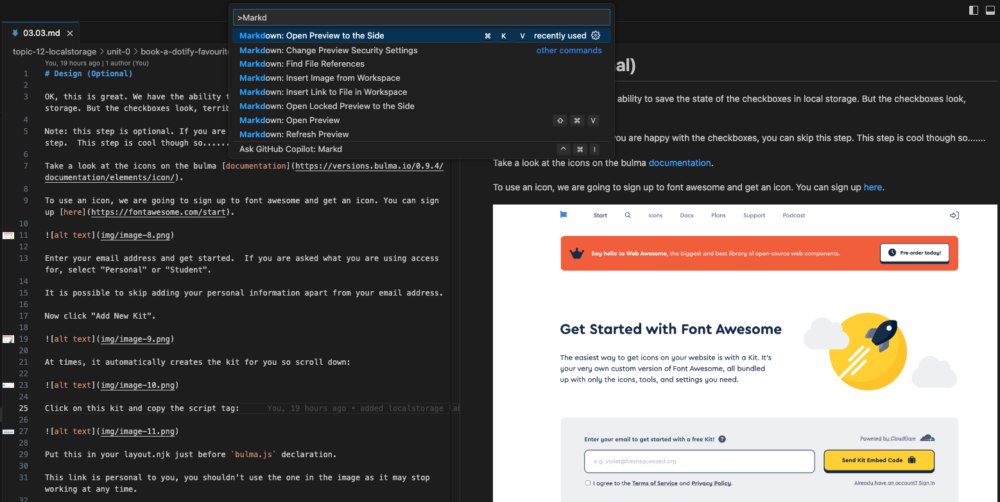 >Markd
03.03.md
Markdown: Open Preview to the Side ⌘ K V recently used
Markdown: Change Preview Security Settings other commands
Markdown: Find File References
Markdown: Insert Image from Workspace
Markdown: Insert Link to File in Workspace
Markdown: Open Locked Preview to the Side
Markdown: Open Preview ⇧ ⌘ V
Markdown: Refresh Preview
Ask GitHub Copilot: Markd ^ ⌘ I
topic-12-localstorage > unit-0 > book-a-dotify-favourit
You, 19 hours ago | 1 author (You)
1 # Design (Optional)
2
3 OK, this is great. We have the ability t
storage. But the checkboxes look, terrib
4
5 Note: this step is optional. If you are
step.  This step is cool though so......
6
7 Take a look at the icons on the bulma [documentation](https://versions.bulma.io/0.9.4/
documentation/elements/icon/).
8
9 To use an icon, we are going to sign up to font awesome and get an icon. You can sign
up [here](https://fontawesome.com/start).
10
11 ![alt text](img/image-8.png)
12
13 Enter your email address and get started.  If you are asked what you are using access
for, select "Personal" or "Student".
14
15 It is possible to skip adding your personal information apart from your email address.
16
17 Now click "Add New Kit".
18
19 ![alt text](img/image-9.png)
20
21 At times, it automatically creates the kit for you so scroll down:
22
23 ![alt text](img/image-10.png)
24
25 Click on this kit and copy the script tag: You, 19 hours ago • added localstorage lab
26
27 ![alt text](img/image-11.png)
28
29 Put this in your layout.njk just before `bulma.js` declaration.
30
31 This link is personal to you, you shouldn't use the one in the image as it may stop
working at any time.
32
al)
ability to save the state of the checkboxes in local storage. But the checkboxes look,
you are happy with the checkboxes, you can skip this step. This step is cool though so.......
Take a look at the icons on the bulma documentation.
To use an icon, we are going to sign up to font awesome and get an icon. You can sign up here.
Start Icons Docs Plans Support Podcast
Say hello to Web Awesome, the biggest and best library of open-source web components. Pre-order today!
Get Started with Font Awesome
The easiest way to get icons on your website is with a Kit. It's
your very own custom version of Font Awesome, all bundled
up with only the icons, tools, and settings you need.
Enter your email to get started with a free Kit! ? Powered by Cloudflare
e.g. violet@freshsqueezed.org Send Kit Embed Code
I agree to the Terms of Service and Privacy Policy. Already have an account? Sign In